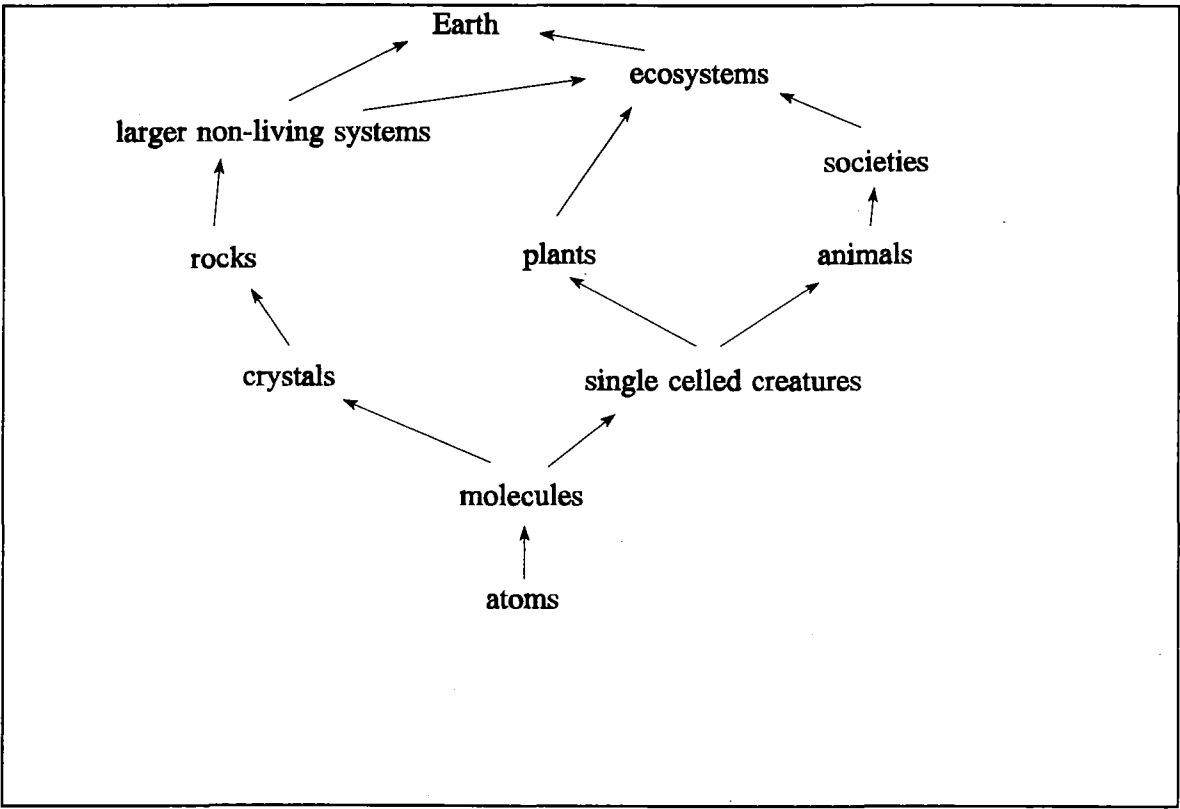 Earth
ecosystems
larger non-living systems
societies
rocks
plants
animals
crystals
single celled creatures
molecules
atoms